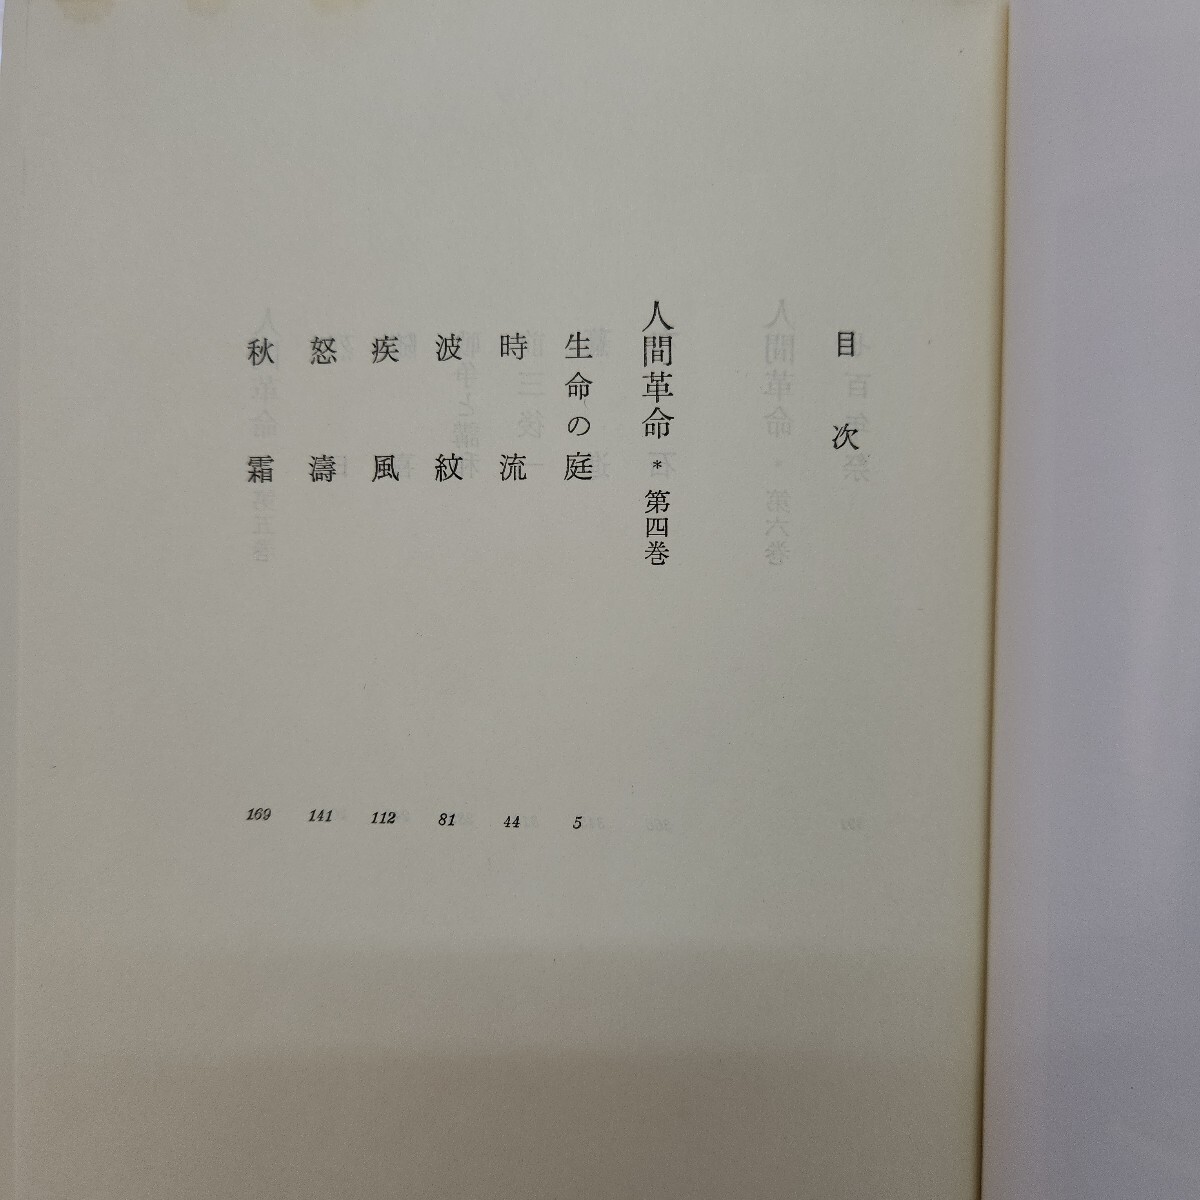 目次
人間革命*第四巻
生命の庭 5
時流 44
波紋 81
疾風 112
怒濤 141
秋霜 169